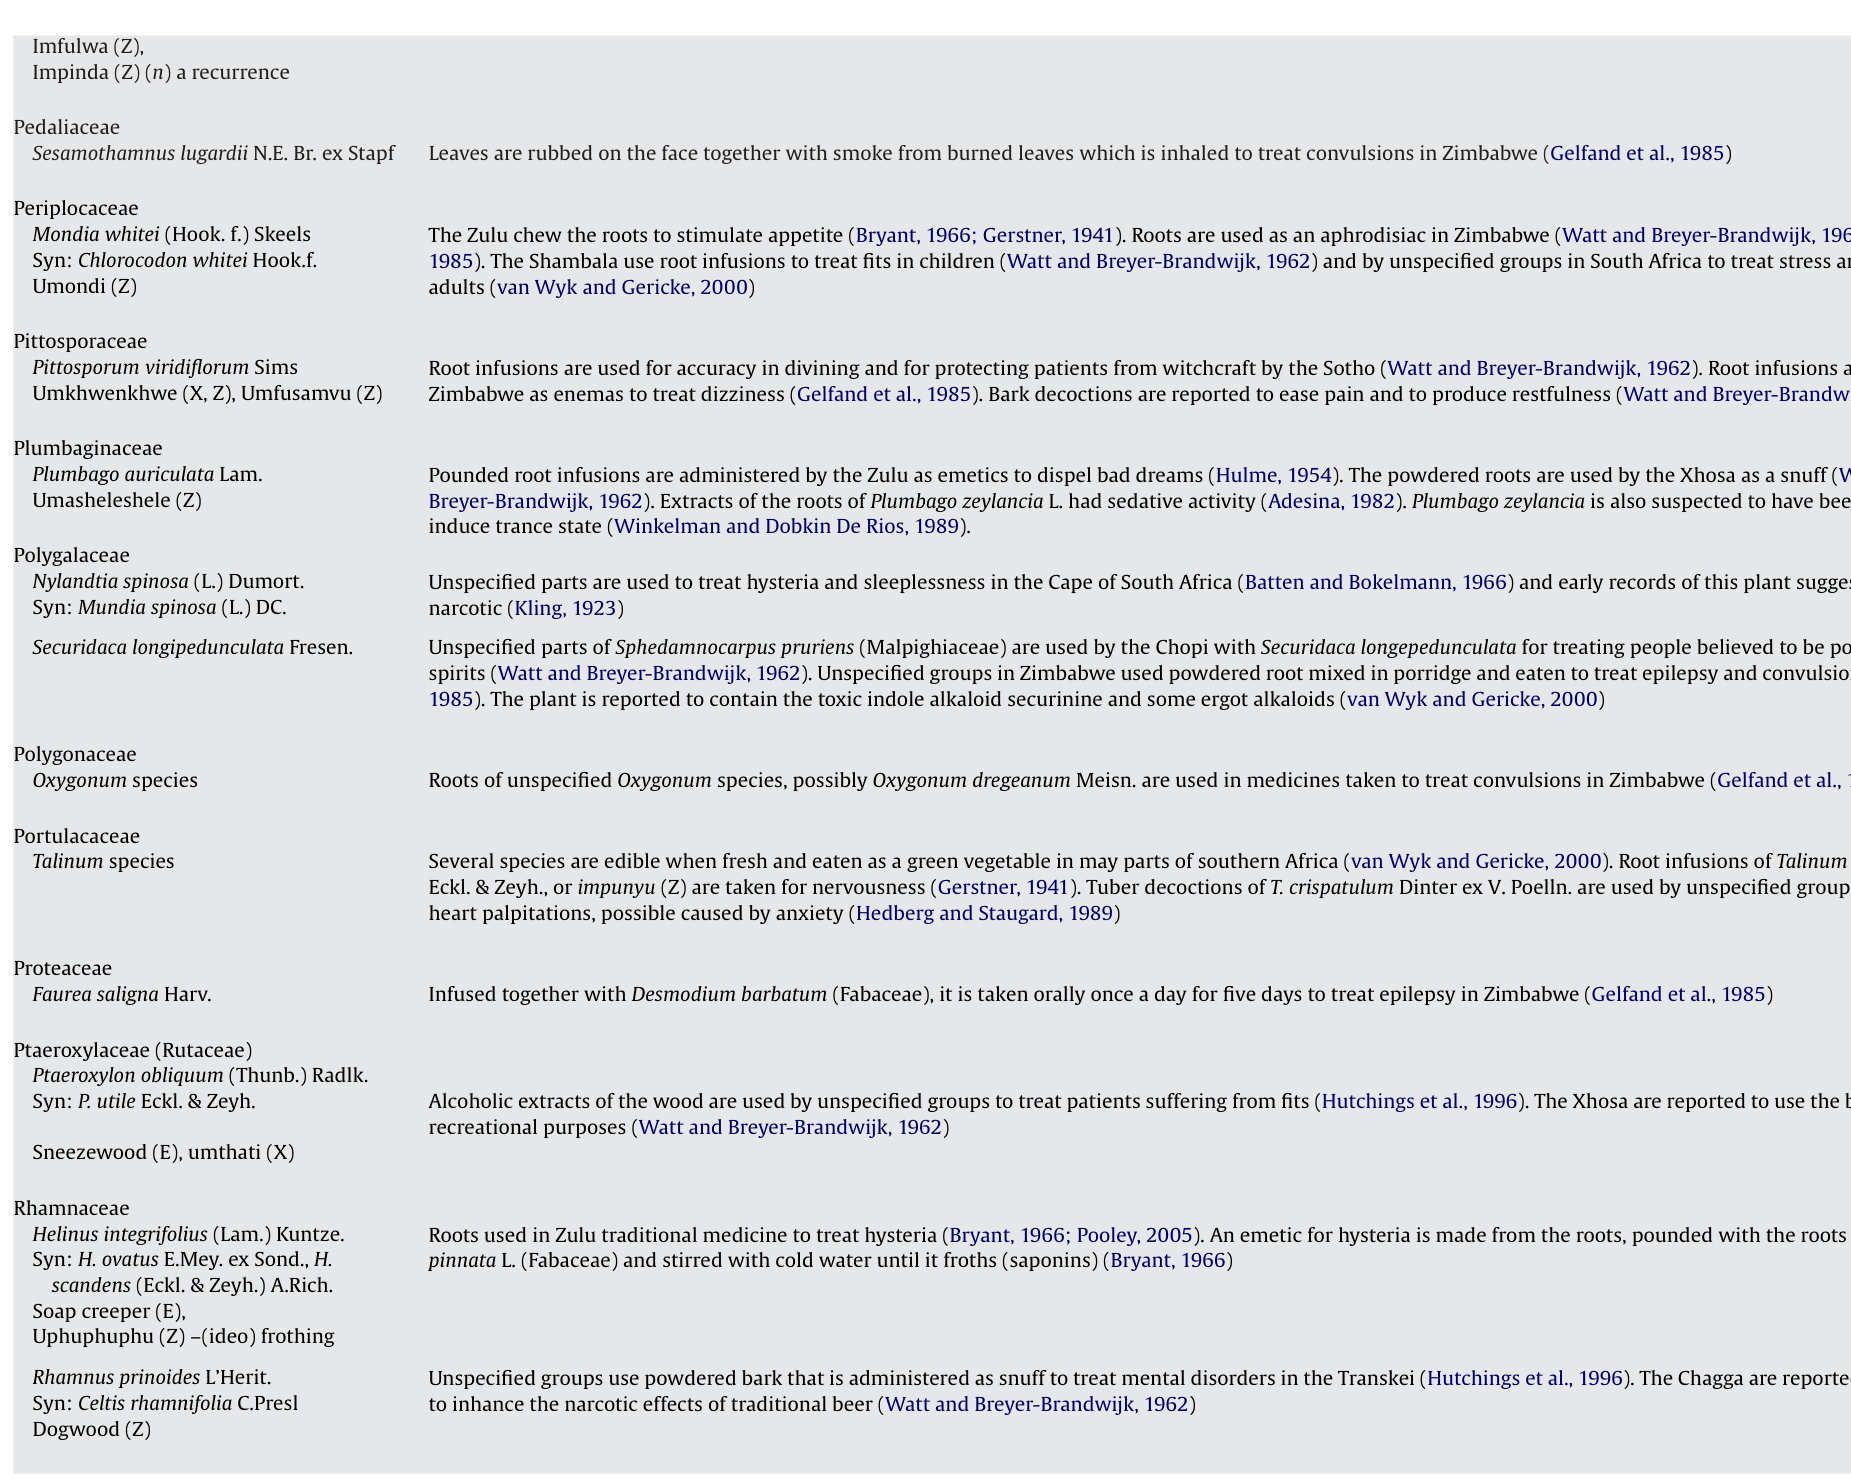 Imfulwa (Z),
Impinda (Z) (n) a recurrence
Pedaliaceae
Sesamothamnus lugardii N.E. Br. ex Stapf Leaves are rubbed on the face together with smoke from burned leaves which is inhaled to treat convulsions in Zimbabwe (Gelfand et al., 1985)
Periplocaceae
Mondia whitei (Hook. f.) Skeels The Zulu chew the roots to stimulate appetite (Bryant, 1966; Gerstner, 1941). Roots are used as an aphrodisiac in Zimbabwe (Watt and Breyer-Brandwijk, 196
Syn: Chlorocodon whitei Hook.f. 1985). The Shambala use root infusions to treat fits in children (Watt and Breyer-Brandwijk, 1962) and by unspecified groups in South Africa to treat stress
Umondi (Z) adults (van Wyk and Gericke, 2000)
Pittosporaceae
Pittosporum viridiflorum Sims Root infusions are used for accuracy in divining and for protecting patients from witchcraft by the Sotho (Watt and Breyer-Brandwijk, 1962). Root infusions
Umkhwenkhwe (X, Z), Umfusamvu (Z) Zimbabwe as enemas to treat dizziness (Gelfand et al., 1985). Bark decoctions are reported to ease pain and to produce restfulness (Watt and Breyer-Brandw
Plumbaginaceae
Plumbago auriculata Lam. Pounded root infusions are administered by the Zulu as emetics to dispel bad dreams (Hulme, 1954). The powdered roots are used by the Xhosa as a snuff (
Umasheleshele (Z) Breyer-Brandwijk, 1962). Extracts of the roots of Plumbago zeylancia L. had sedative activity (Adesina, 1982). Plumbago zeylancia is also suspected to have bee
induce trance state (Winkelman and Dobkin De Rios, 1989).
Polygalaceae
Nylandtia spinosa (L.) Dumort. Unspecified parts are used to treat hysteria and sleeplessness in the Cape of South Africa (Batten and Bokelmann, 1966) and early records of this plant sugge
Syn: Mundia spinosa (L.) DC. narcotic (Kling, 1923)
Securidaca longipedunculata Fresen. Unspecified parts of Sphedamnocarpus pruriens (Malpighiaceae) are used by the Chopi with Securidaca longepedunculata for treating people believed to be po
spirits (Watt and Breyer-Brandwijk, 1962). Unspecified groups in Zimbabwe used powdered root mixed in porridge and eaten to treat epilepsy and convulsio
1985). The plant is reported to contain the toxic indole alkaloid securinine and some ergot alkaloids (van Wyk and Gericke, 2000)
Polygonaceae
Oxygonum species Roots of unspecified Oxygonum species, possibly Oxygonum dregeanum Meisn. are used in medicines taken to treat convulsions in Zimbabwe (Gelfand et al.,
Portulacaceae
Talinum species Several species are edible when fresh and eaten as a green vegetable in may parts of southern Africa (van Wyk and Gericke, 2000). Root infusions of Talinum
Eckl. & Zeyh., or impunyu (Z) are taken for nervousness (Gerstner, 1941). Tuber decoctions of T. crispatulum Dinter ex V. Poelln. are used by unspecified group
heart palpitations, possible caused by anxiety (Hedberg and Staugard, 1989)
Proteaceae
Faurea saligna Harv. Infused together with Desmodium barbatum (Fabaceae), it is taken orally once a day for five days to treat epilepsy in Zimbabwe (Gelfand et al., 1985)
Ptaeroxylaceae (Rutaceae)
Ptaeroxylon obliquum (Thunb.) Radlk.
Syn: P. utile Eckl. & Zeyh. Alcoholic extracts of the wood are used by unspecified groups to treat patients suffering from fits (Hutchings et al., 1996). The Xhosa are reported to use the
recreational purposes (Watt and Breyer-Brandwijk, 1962)
Sneezewood (E), umthati (X)
Rhamnaceae
Helinus integrifolius (Lam.) Kuntze. Roots used in Zulu traditional medicine to treat hysteria (Bryant, 1966; Pooley, 2005). An emetic for hysteria is made from the roots, pounded with the roots
Syn: H. ovatus E.Mey. ex Sond., H. pinnata L. (Fabaceae) and stirred with cold water until it froths (saponins) (Bryant, 1966)
scandens (Eckl. & Zeyh.) A.Rich.
Soap creeper (E),
Uphuphuphu (Z) –(ideo) frothing
Rhamnus prinoides L'Herit. Unspecified groups use powdered bark that is administered as snuff to treat mental disorders in the Transkei (Hutchings et al., 1996). The Chagga are reporte
Syn: Celtis rhamnifolia C.Presl to inhance the narcotic effects of traditional beer (Watt and Breyer-Brandwijk, 1962)
Dogwood (Z)